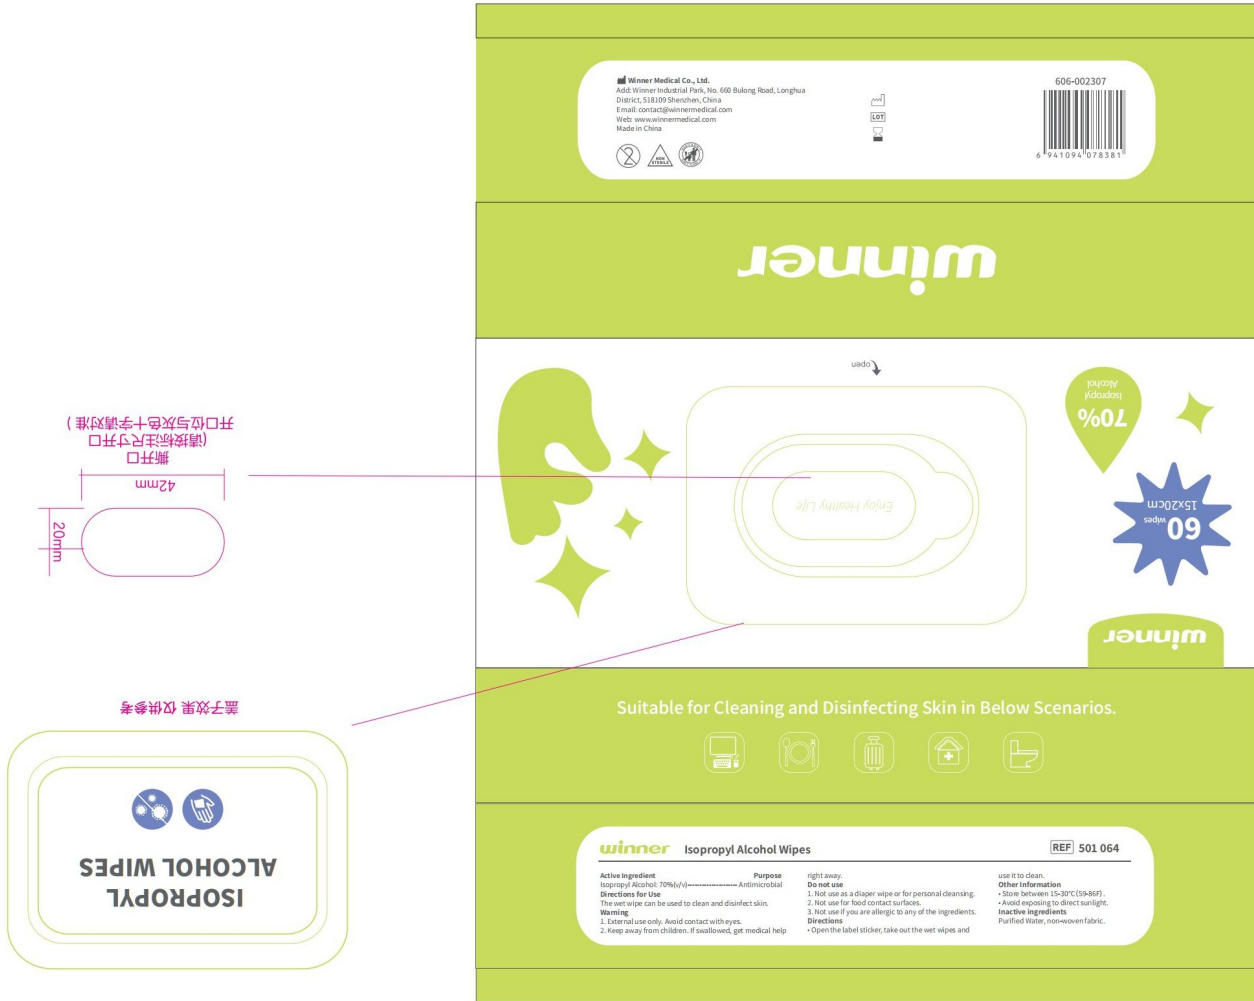 Winner Medical Co., Ltd.
Add: Winner Industrial Park, No. 660 Bulong Road, Longhua
District, 518109 Shenzhen, China
Email: contact@winnermedical.com
Web: www.winnermedical.com
Made in China
NON
STERILE
LOT
606-002307
6 941094 078381
winner
open
70%
Isopropyl
Alcohol
60 wipes
15x20cm
winner
Enjoy Healthy Life
撕开口
(请按标注尺寸开口
开口位与灰色十字请对准)
42mm
20mm
盖子效果 仅供参考
ISOPROPYL
ALCOHOL WIPES
Suitable for Cleaning and Disinfecting Skin in Below Scenarios.
winner Isopropyl Alcohol Wipes
REF 501 064
Active Ingredient Purpose
Isopropyl Alcohol: 70%(v/v)---------------------- Antimicrobial
Directions for Use
The wet wipe can be used to clean and disinfect skin.
Warning
1. External use only. Avoid contact with eyes.
2. Keep away from children. If swallowed, get medical help
right away.
Do not use
1. Not use as a diaper wipe or for personal cleansing.
2. Not use for food contact surfaces.
3. Not use if you are allergic to any of the ingredients.
Directions
• Open the label sticker, take out the wet wipes and
use it to clean.
Other Information
• Store between 15-30°C(59-86F).
• Avoid exposing to direct sunlight.
Inactive ingredients
Purified Water, non-woven fabric.